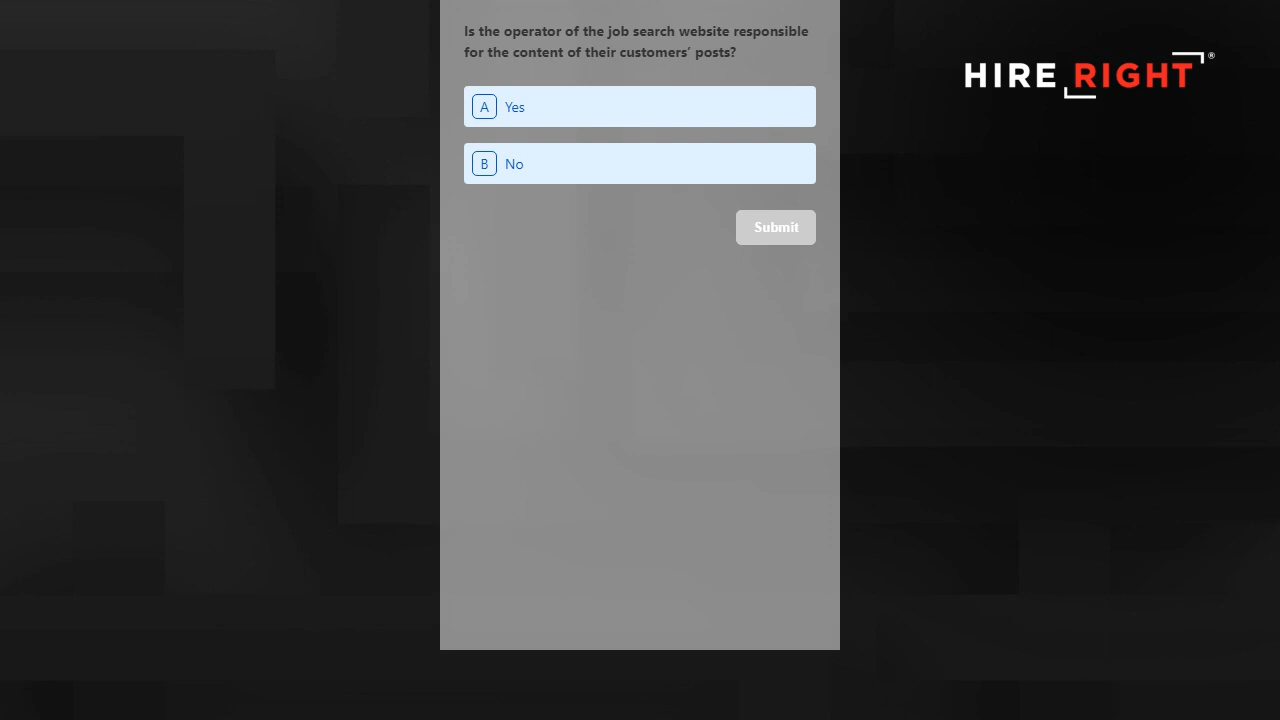 Is the operator of the job search website responsible
for the content of their customers’ posts?
HIRE RIGHT®
A Yes
B No
Submit